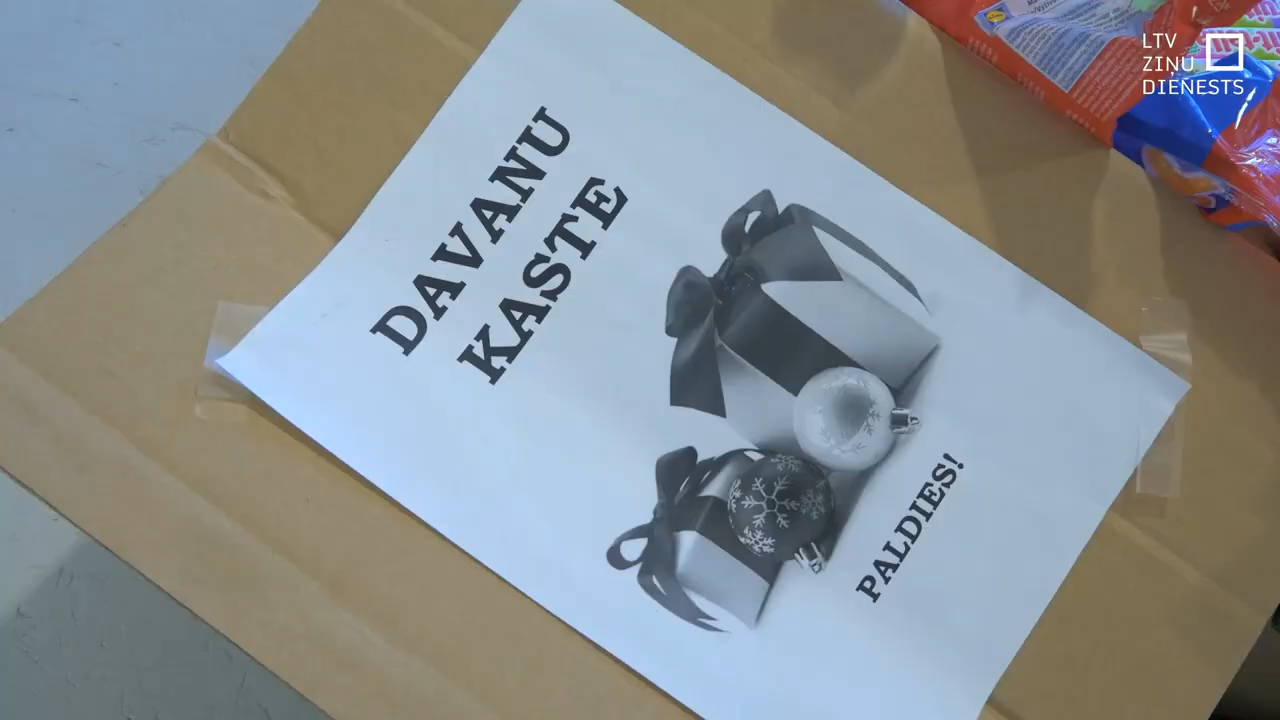 DAVANU
KASTE
PALDIES!
LTV
ZIŅU
DIENESTS